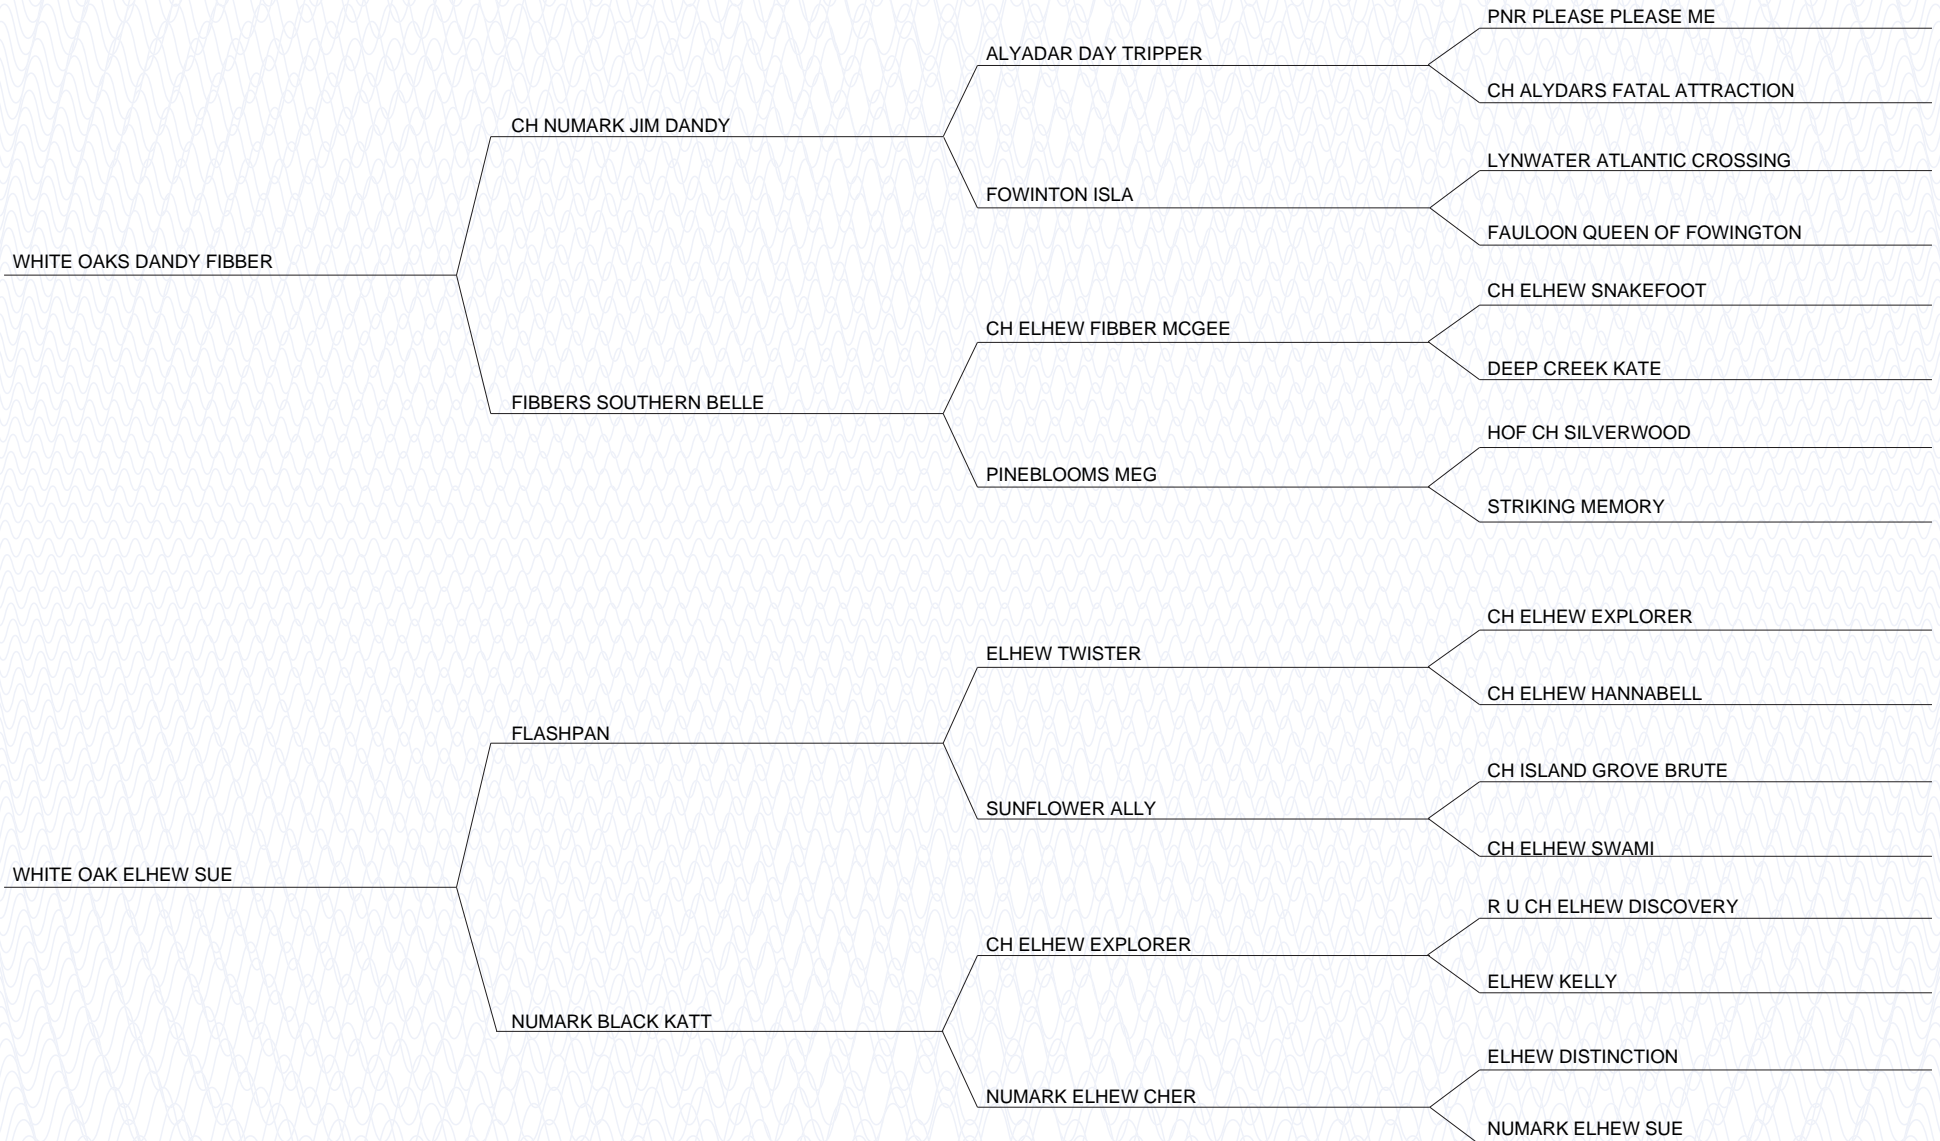 PNR PLEASE PLEASE ME
ALYADAR DAY TRIPPER
CH ALYDARS FATAL ATTRACTION
CH NUMARK JIM DANDY
LYNWATER ATLANTIC CROSSING
FOWINTON ISLA
FAULOON QUEEN OF FOWINGTON
WHITE OAKS DANDY FIBBER
CH ELHEW SNAKEFOOT
CH ELHEW FIBBER MCGEE
DEEP CREEK KATE
FIBBERS SOUTHERN BELLE
HOF CH SILVERWOOD
PINEBLOOMS MEG
STRIKING MEMORY
CH ELHEW EXPLORER
ELHEW TWISTER
CH ELHEW HANNABELL
FLASHPAN
CH ISLAND GROVE BRUTE
SUNFLOWER ALLY
CH ELHEW SWAMI
WHITE OAK ELHEW SUE
R U CH ELHEW DISCOVERY
CH ELHEW EXPLORER
ELHEW KELLY
NUMARK BLACK KATT
ELHEW DISTINCTION
NUMARK ELHEW CHER
NUMARK ELHEW SUE